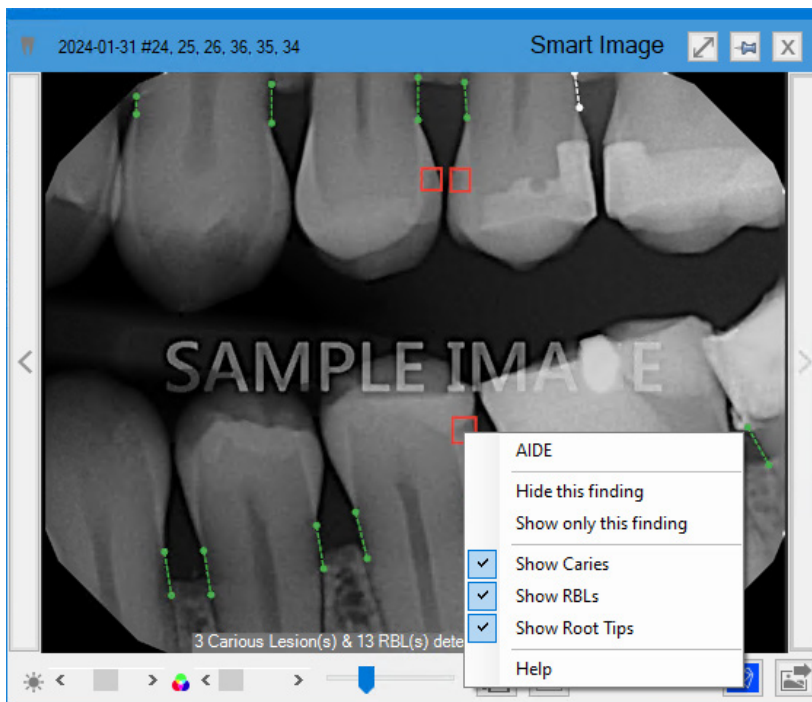 2024-01-31 #24, 25, 26, 36, 35, 34
Smart Image
SAMPLE IMAGE
AIDE
Hide this finding
Show only this finding
Show Caries
Show RBLs
Show Root Tips
Help
3 Carious Lesion(s) & 13 RBL(s)